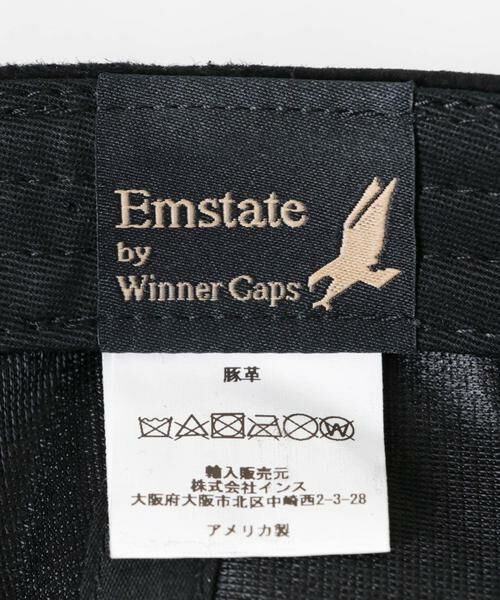 Emstate
by
Winner Caps
豚革
輸入販売元
株式会社インス
大阪府大阪市北区中崎西2-3-28
アメリカ製